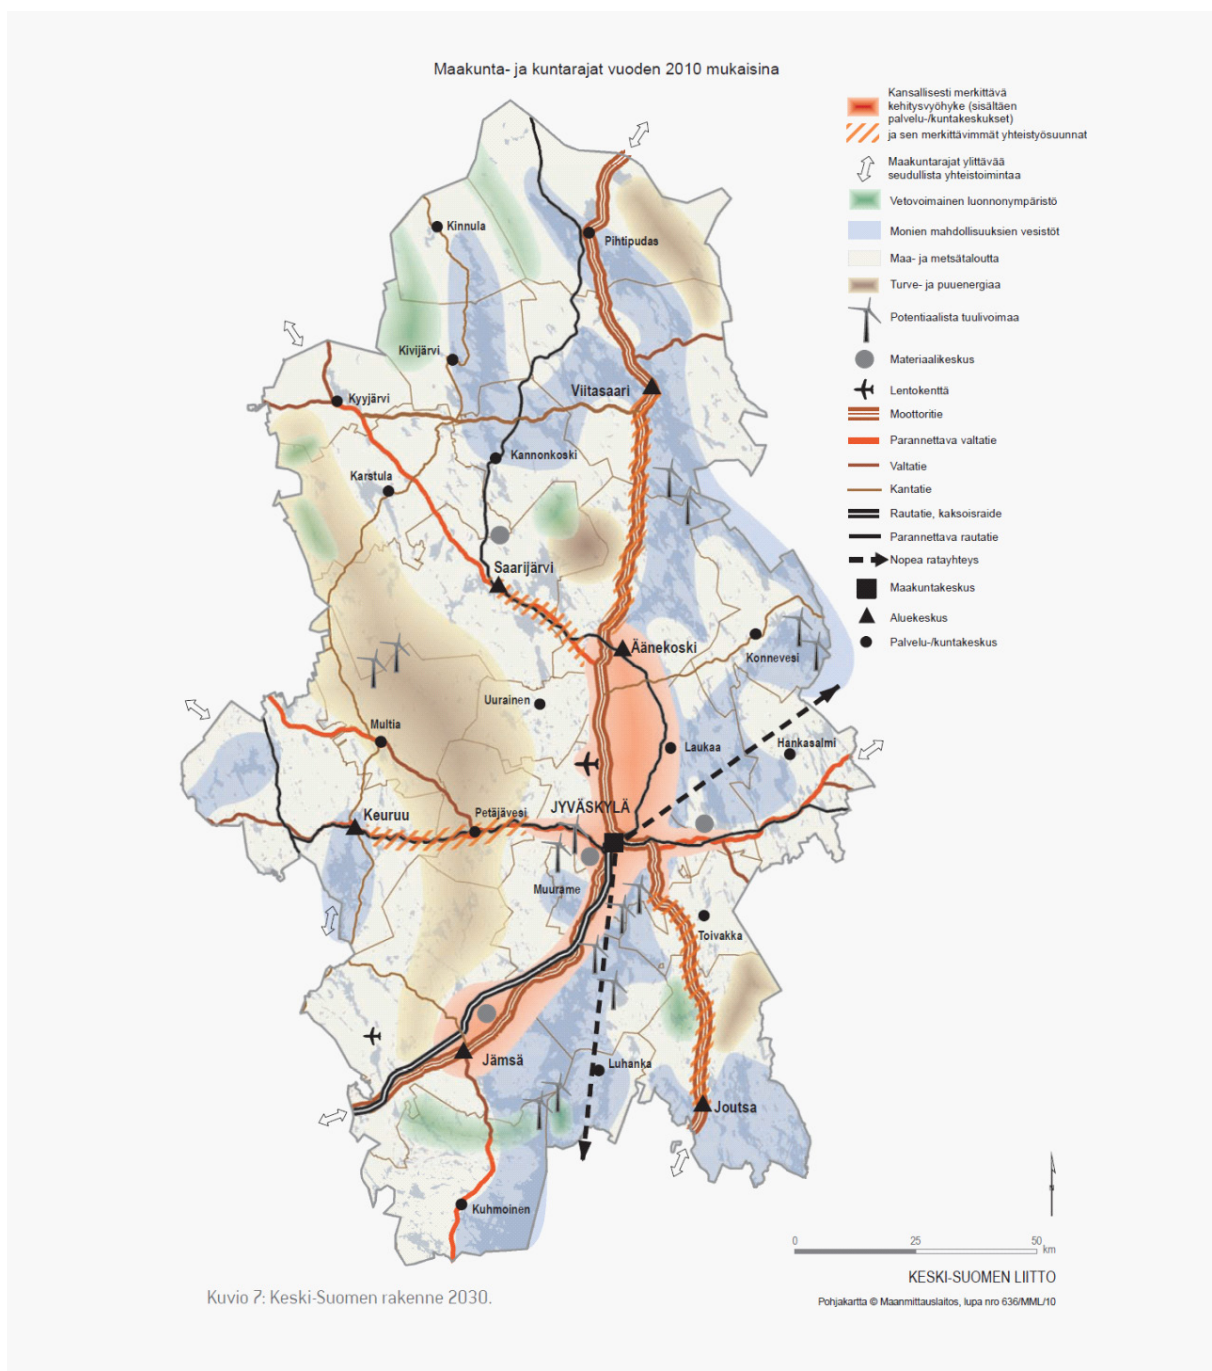 Maakunta- ja kuntarajat vuoden 2010 mukaisina
Kansallisesti merkittävä
kehitysvyöhyke (sisältäen
palvelu-/kuntakeskukset)
ja sen merkittävimmät yhteistyösuunnat
Maakuntarajat ylittävää
seudullista yhteistoimintaa
Vetovoimainen luonnonympäristö
Monien mahdollisuuksien vesistöt
Maa- ja metsätaloutta
Turve- ja puuenergiaa
Potentiaalista tuulivoimaa
Materiaalikeskus
Lentokenttä
Moottoritie
Parannettava valtatie
Valtatie
Kantatie
Rautatie, kaksoisraide
Parannettava rautatie
Nopea ratayhteys
Maakuntakeskus
Aluekeskus
Palvelu-/kuntakeskus
Kinnula
Pihtipudas
Kivijärvi
Viitasaari
Kyyjärvi
Kannonkoski
Karstula
Saarijärvi
Äänekoski
Konnevesi
Uurainen
Multia
Laukaa
Hankasalmi
JYVÄSKYLÄ
Keuruu
Petäjävesi
Muurame
Toivakka
Jämsä
Luhanka
Joutsa
Kuhmoinen
N
0 25 50
km
KESKI-SUOMEN LIITTO
Pohjakartta © Maanmittauslaitos, lupa nro 636/MML/10
Kuvio 7: Keski-Suomen rakenne 2030.